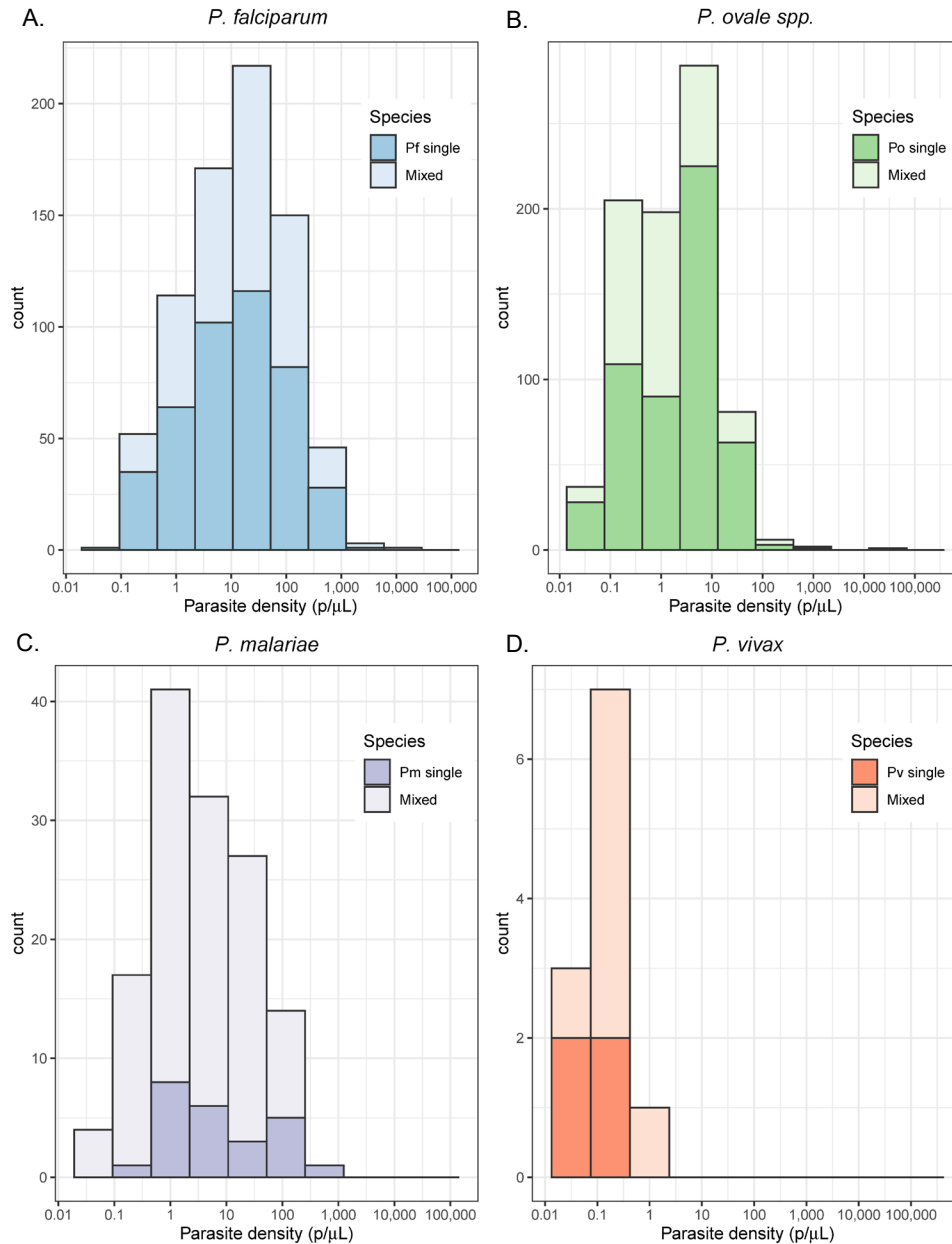 A.
P. falciparum
200
150
100
50
0
count
Species
Pf single
Mixed
0.01 0.1 1 10 100 1,000 10,000 100,000
Parasite density (p/μL)
B.
P. ovale spp.
200
100
0
count
Species
Po single
Mixed
0.01 0.1 1 10 100 1,000 10,000 100,000
Parasite density (p/μL)
C.
P. malariae
40
30
20
10
0
count
Species
Pm single
Mixed
0.01 0.1 1 10 100 1,000 10,000 100,000
Parasite density (p/μL)
D.
P. vivax
6
4
2
0
count
Species
Pv single
Mixed
0.01 0.1 1 10 100 1,000 10,000 100,000
Parasite density (p/μL)